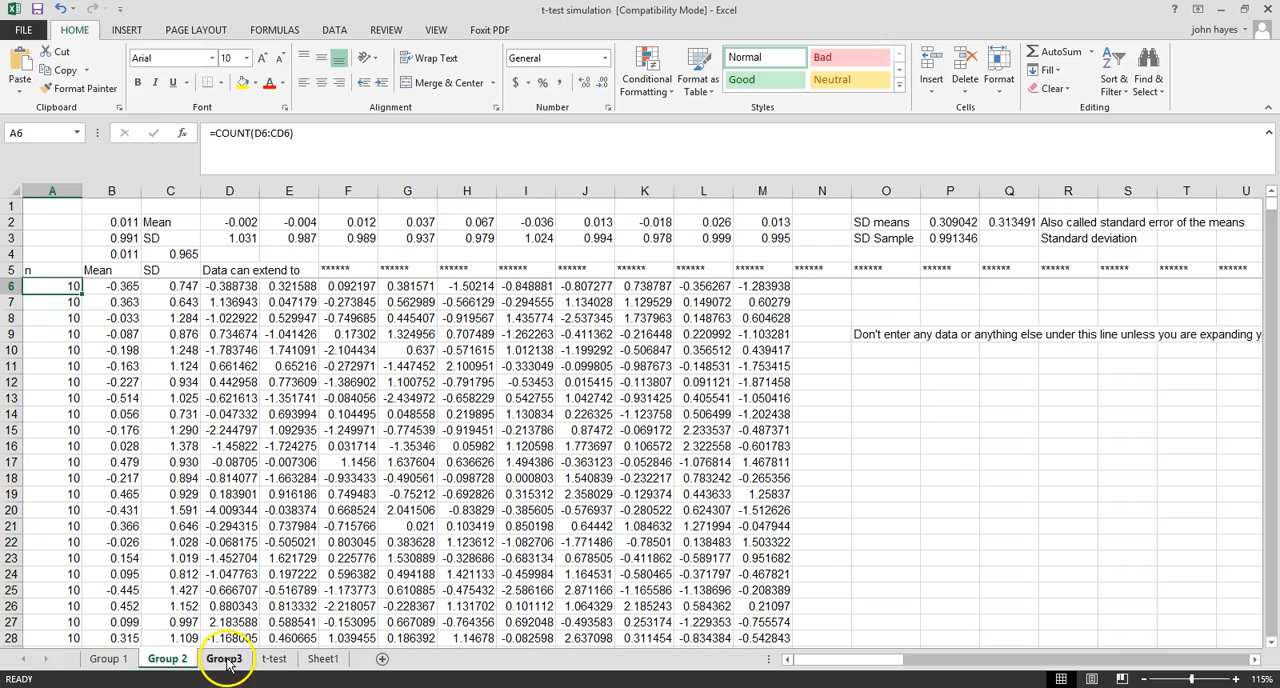 t-test simulation [Compatibility Mode] - Excel
FILE HOME INSERT PAGE LAYOUT FORMULAS DATA REVIEW VIEW Foxit PDF john hayes
Paste Cut Copy Format Painter Clipboard
Arial 10 B I U A Font
Wrap Text Merge & Center Alignment
General $ % , Number
Conditional Formatting Format as Table Normal Bad Good Neutral Styles
Insert Delete Format Cells
AutoSum Fill Clear Sort & Filter Find & Select Editing
A6 fx =COUNT(D6:CD6)
A B C D E F G H I J K L M N O P Q R S T U
1
2 0.011 Mean -0.002 -0.004 0.012 0.037 0.067 -0.036 0.013 -0.018 0.026 0.013 SD means 0.309042 0.313491 Also called standard error of the means
3 0.991 SD 1.031 0.987 0.989 0.937 0.979 1.024 0.994 0.978 0.999 0.995 SD Sample 0.991346 Standard deviation
4 0.011 0.965
5 n Mean SD Data can extend to ****** ****** ****** ****** ****** ****** ****** ****** ****** ****** ****** ****** ****** ****** ****** ******
6 10 -0.365 0.747 -0.388738 0.321588 0.092197 0.381571 -1.50214 -0.848881 -0.807277 0.738787 -0.356267 -1.283938
7 10 0.363 0.643 1.136943 0.047179 -0.273845 0.562989 -0.566129 -0.294555 1.134028 1.129529 0.149072 0.60279
8 10 -0.033 1.284 -1.022922 0.529947 -0.749685 0.445407 -0.919567 1.435774 -2.537345 1.737963 0.148763 0.604628
9 10 -0.087 0.876 0.734674 -1.041426 0.17302 1.324956 0.707489 -1.262263 -0.411362 -0.216448 0.220992 -1.103281 Don't enter any data or anything else under this line unless you are expanding y
10 10 -0.198 1.248 -1.783746 1.741091 -2.104434 0.637 -0.571615 1.012138 -1.199292 -0.506847 0.356512 0.439417
11 10 -0.163 1.124 0.661462 0.65216 -0.272971 -1.447452 2.100951 -0.333049 -0.099805 -0.987673 -0.148531 -1.753415
12 10 -0.227 0.934 0.442958 0.773609 -1.386902 1.100752 -0.791795 -0.53453 0.015415 -0.113807 0.091121 -1.871458
13 10 -0.514 1.025 -0.621613 -1.351741 -0.084056 -2.434972 -0.658229 0.542755 1.042742 -0.931425 0.405541 -1.050416
14 10 0.056 0.731 -0.047332 0.693994 0.104495 0.048558 0.219895 1.130834 0.226325 -1.123758 0.506499 -1.202438
15 10 -0.176 1.290 -2.244797 1.092935 -1.249971 -0.774539 -0.919451 -0.213786 0.87472 -0.069172 2.233537 -0.487371
16 10 0.028 1.378 -1.45822 -1.724275 0.031714 -1.35346 0.05982 1.120598 1.773697 0.106572 2.322558 -0.601783
17 10 0.479 0.930 -0.08705 -0.007306 1.1456 1.637604 0.636626 1.494386 -0.363123 -0.052846 -1.076814 1.467811
18 10 -0.217 0.894 -0.814077 -1.663284 -0.933433 -0.490561 -0.098728 0.000803 1.540839 -0.232217 0.783242 -0.265356
19 10 0.465 0.929 0.183901 0.916186 0.749483 -0.75212 -0.692826 0.315312 2.358029 -0.129374 0.443633 1.25837
20 10 -0.431 1.591 -4.009344 -0.038374 0.668524 2.041506 -0.83829 -0.385605 -0.576937 -0.280522 0.624307 -1.512626
21 10 0.366 0.646 -0.294315 0.737984 -0.715766 0.021 0.103419 0.850198 0.64442 1.084632 1.271994 -0.047944
22 10 -0.026 1.028 -0.068175 -0.505021 0.803045 0.383628 1.123612 -1.082706 -1.771486 -0.78501 0.138483 1.503322
23 10 0.154 1.019 -1.452704 1.621729 0.225776 1.530889 -0.328686 -0.683134 0.678505 -0.411862 -0.589177 0.951682
24 10 0.095 0.812 -1.047763 0.197222 0.596382 0.494188 1.421133 -0.459984 1.164531 -0.580465 -0.371797 -0.467821
25 10 -0.445 1.427 -0.666707 -0.516789 -1.173773 0.610885 -0.475432 -2.586166 2.871166 -1.165586 -1.138696 -0.208389
26 10 0.452 1.152 0.880343 0.813332 -2.218057 -0.228367 1.131702 0.101112 1.064329 2.185243 0.584362 0.21097
27 10 0.099 0.997 2.183588 0.588541 -0.153095 0.667089 -0.764356 0.692048 -0.493583 0.253174 -1.229353 -0.755574
28 10 0.315 1.109 -1.168005 0.460665 1.039455 0.186392 1.14678 -0.082598 2.637098 0.311454 -0.834384 -0.542843
Group 1 Group 2 Group3 t-test Sheet1
READY 115%